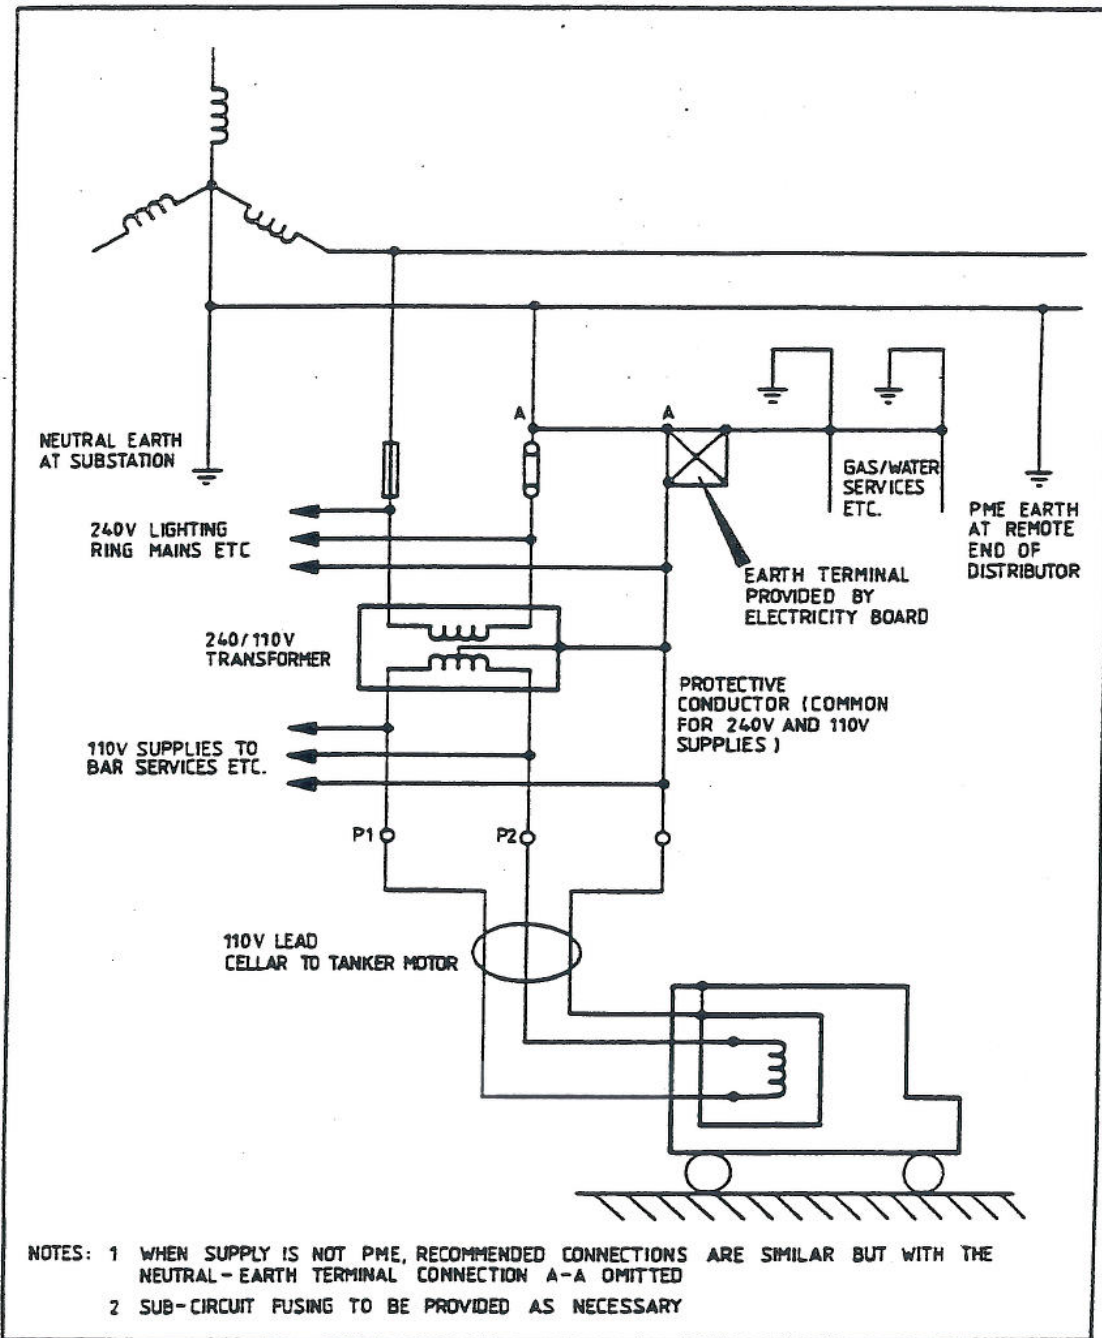 NEUTRAL EARTH
AT SUBSTATION
A
A
GAS/WATER
SERVICES
ETC.
PME EARTH
AT REMOTE
END OF
DISTRIBUTOR
240V LIGHTING
RING MAINS ETC
EARTH TERMINAL
PROVIDED BY
ELECTRICITY BOARD
240/110V
TRANSFORMER
PROTECTIVE
CONDUCTOR (COMMON
FOR 240V AND 110V
SUPPLIES)
110V SUPPLIES TO
BAR SERVICES ETC.
P1
P2
110V LEAD
CELLAR TO TANKER MOTOR
NOTES: 1 WHEN SUPPLY IS NOT PME, RECOMMENDED CONNECTIONS ARE SIMILAR BUT WITH THE
NEUTRAL-EARTH TERMINAL CONNECTION A-A OMITTED
2 SUB-CIRCUIT FUSING TO BE PROVIDED AS NECESSARY